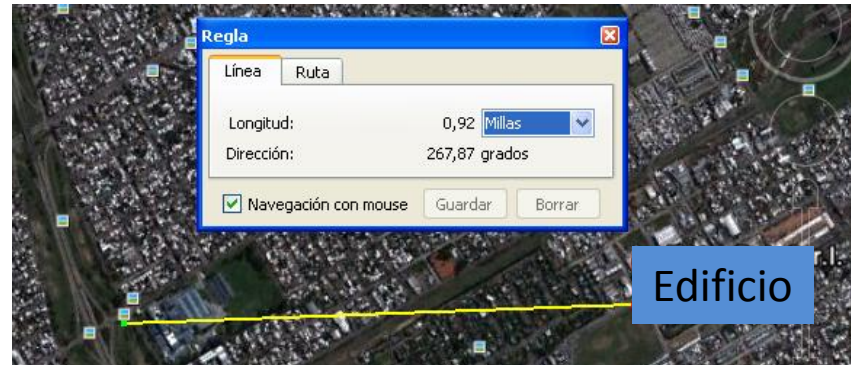 Regla
Línea Ruta
Longitud: 0,92 Millas
Dirección: 267,87 grados
Navegación con mouse Guardar Borrar
Edificio
r.l.